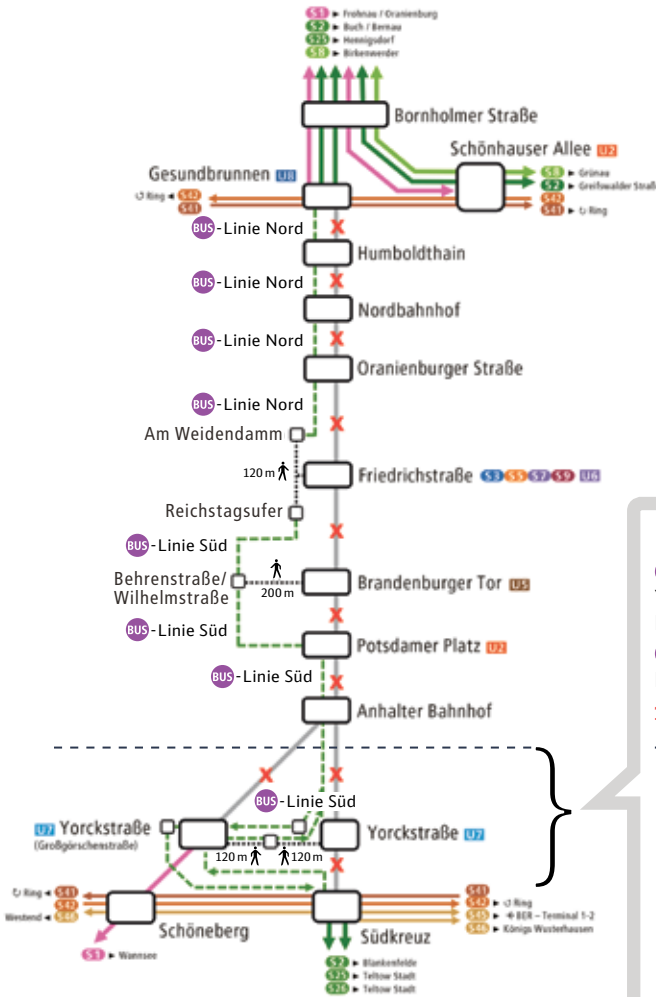 S1 ► Frohnau / Oranienburg
S2 ► Buch / Bernau
S25 ► Hennigsdorf
S8 ► Birkenwerder
Bornholmer Straße
Schönhauser Allee U2
Gesundbrunnen U8
S8 ► Grünau
S2 ► Greifswalder Straße
↺ Ring ◄ S42
S41
S42
S41 ► ↻ Ring
BUS-Linie Nord
Humboldthain
BUS-Linie Nord
Nordbahnhof
BUS-Linie Nord
Oranienburger Straße
BUS-Linie Nord
Am Weidendamm
120 m
Friedrichstraße S3 S5 S7 S9 U6
Reichstagsufer
BUS-Linie Süd
Behrenstraße/
Wilhelmstraße
200 m
Brandenburger Tor U5
BUS-Linie Süd
Potsdamer Platz U2
BUS-Linie Süd
Anhalter Bahnhof
BUS-Linie Süd
U7 Yorckstraße
(Großgörschenstraße)
Yorckstraße U7
120 m
120 m
↻ Ring ◄ S41
S42
Westend ◄ S46
S41
S42 ► ↺ Ring
S45 ► BER – Terminal 1-2
S46 ► Königs Wusterhausen
Schöneberg
Südkreuz
S1 ► Wannsee
S2 ► Blankenfelde
S25 ► Teltow Stadt
S26 ► Teltow Stadt